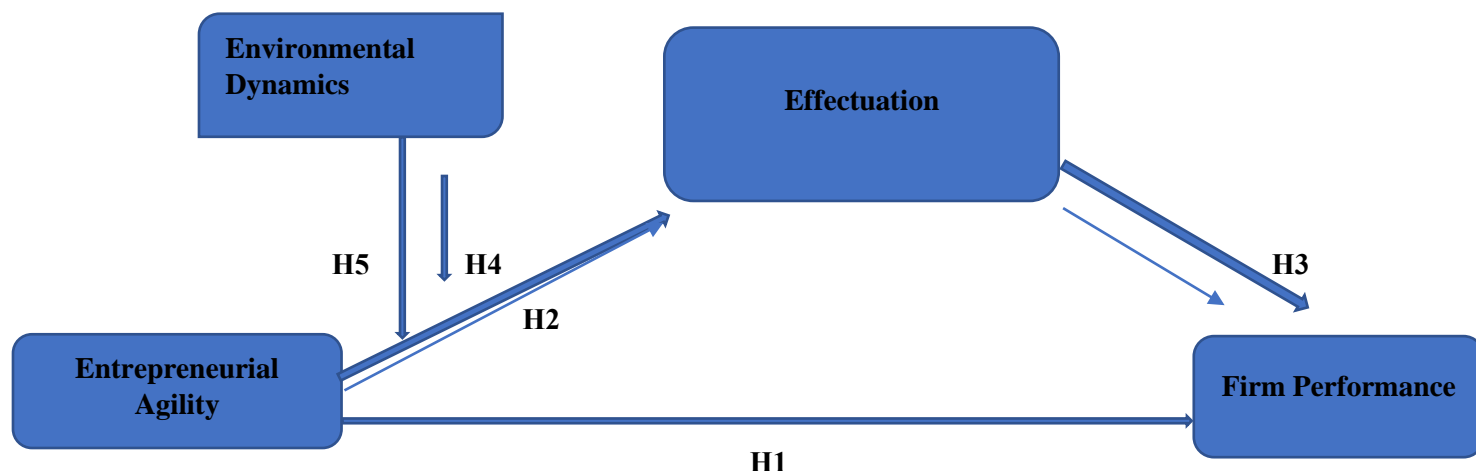 Environmental
Dynamics
Effectuation
H5
H4
H3
H2
Entrepreneurial
Agility
Firm Performance
H1